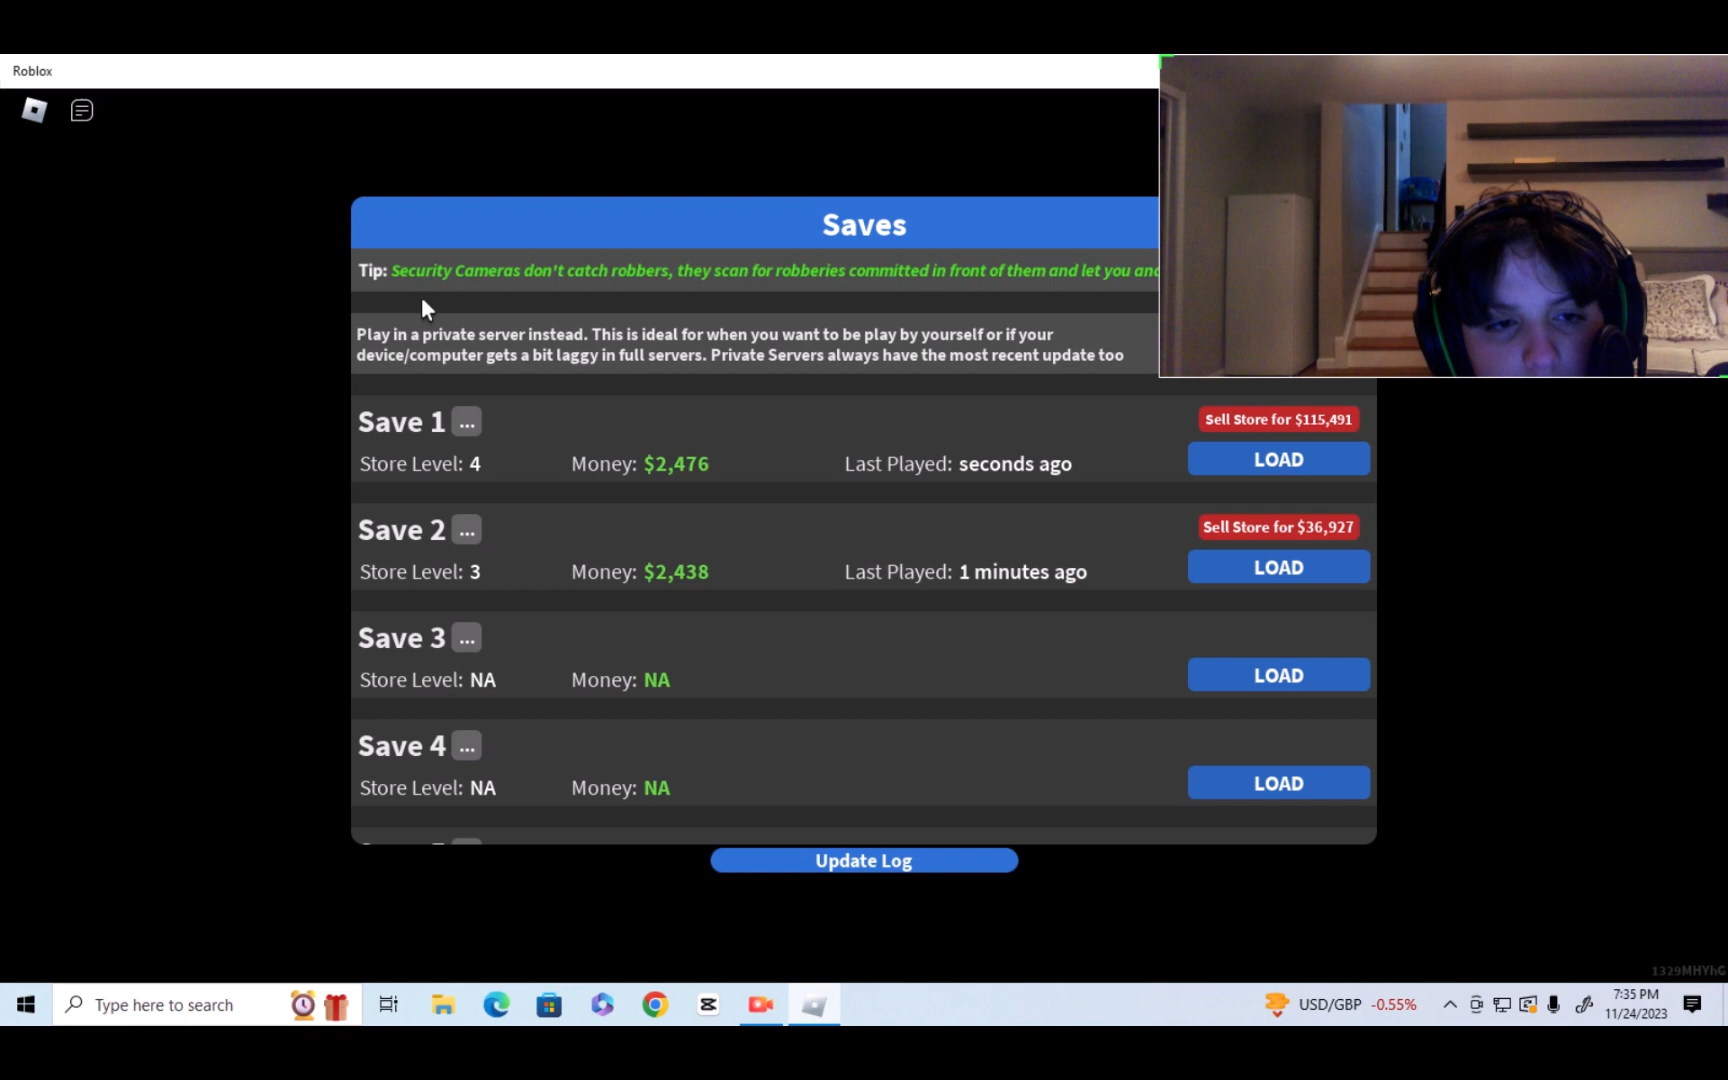 Roblox
Saves
Tip: Security Cameras don't catch robbers, they scan for robberies committed in front of them and let you
Play in a private server instead. This is ideal for when you want to be play by yourself or if your
device/computer gets a bit laggy in full servers. Private Servers always have the most recent update too
Save 1 ...
Sell Store for $115,491
Store Level: 4 Money: $2,476 Last Played: seconds ago LOAD
Save 2 ...
Sell Store for $36,927
Store Level: 3 Money: $2,438 Last Played: 1 minutes ago LOAD
Save 3 ...
Store Level: NA Money: NA LOAD
Save 4 ...
Store Level: NA Money: NA LOAD
Update Log
1329MHYhG
Type here to search
USD/GBP -0.55%
7:35 PM
11/24/2023